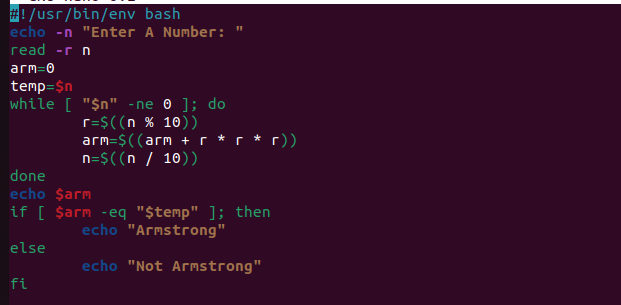 #!/usr/bin/env bash
echo -n "Enter A Number: "
read -r n
arm=0
temp=$n
while [ "$n" -ne 0 ]; do
        r=$((n % 10))
        arm=$((arm + r * r * r))
        n=$((n / 10))
done
echo $arm
if [ $arm -eq "$temp" ]; then
        echo "Armstrong"
else
        echo "Not Armstrong"
fi